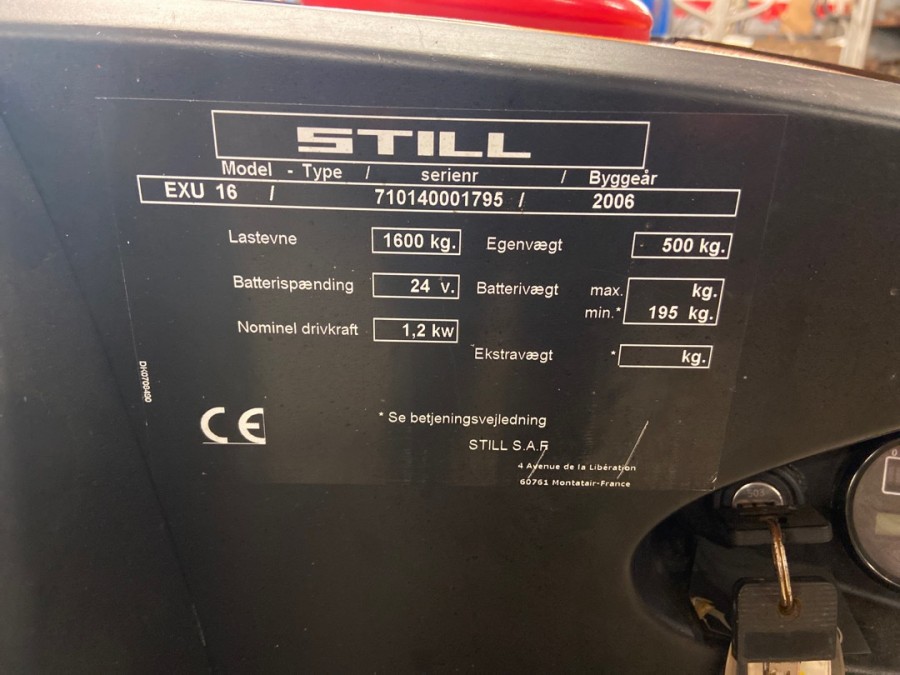 STILL
Model - Type / serienr / Byggeår
EXU 16 / 710140001795 / 2006
Lastevne 1600 kg. Egenvægt 500 kg.
Batterispænding 24 v. Batterivægt max. kg.
min.* 195 kg.
Nominel drivkraft 1,2 kw
Ekstravægt * kg.
CE
* Se betjeningsvejledning
STILL S.A.R
4 Avenue de la Libération
60761 Montatair-France